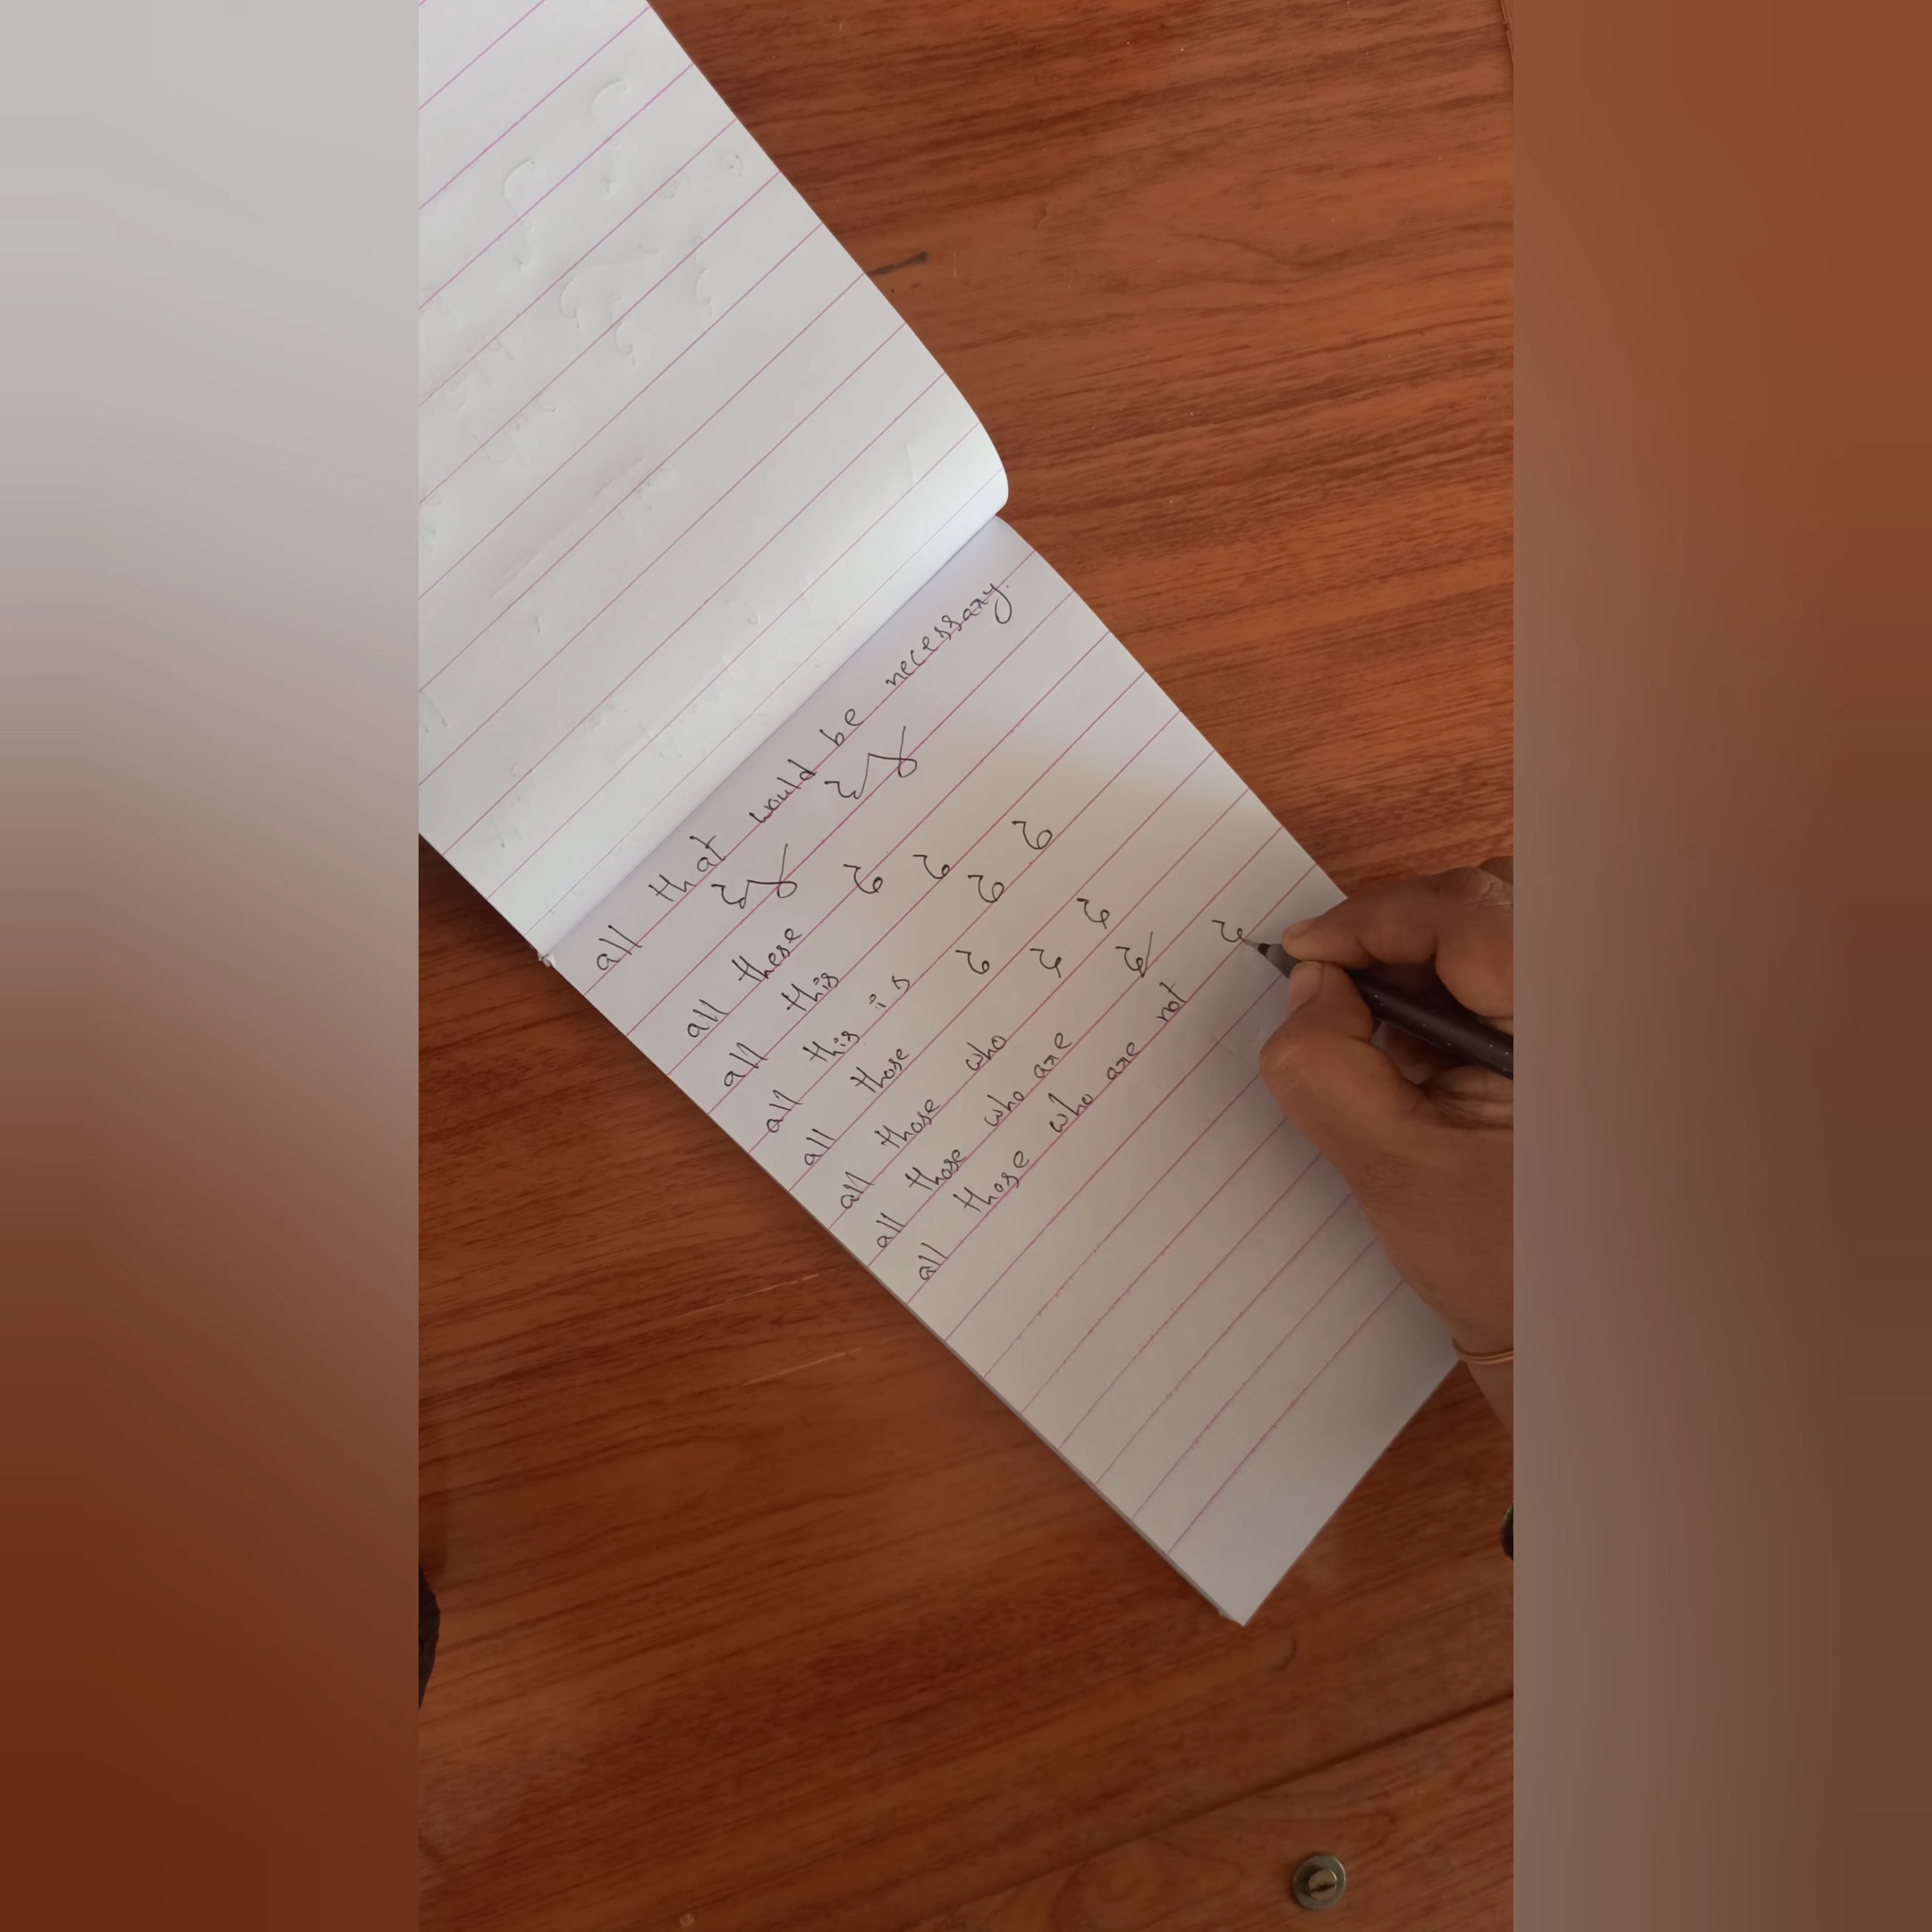 all that would be necessary.
all these
all this
all this is
all those
all those who
all those who are
all those who are not